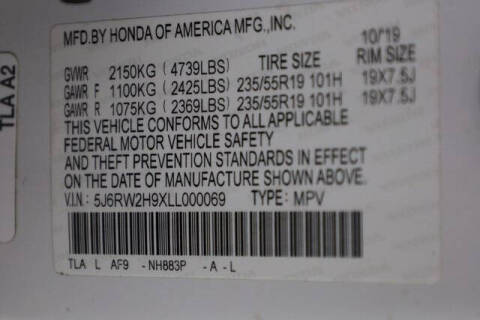 TLA A2
MFD.BY HONDA OF AMERICA MFG.,INC. 10/19
GVWR 2150KG (4739LBS) TIRE SIZE RIM SIZE
GAWR F 1100KG (2425LBS) 235/55R19 101H 19X7.5J
GAWR R 1075KG (2369LBS) 235/55R19 101H 19X7.5J
THIS VEHICLE CONFORMS TO ALL APPLICABLE
FEDERAL MOTOR VEHICLE SAFETY
AND THEFT PREVENTION STANDARDS IN EFFECT
ON THE DATE OF MANUFACTURE SHOWN ABOVE.
V.I.N: 5J6RW2H9XLL000069 TYPE: MPV
TLA L AF9 -NH883P -A-L